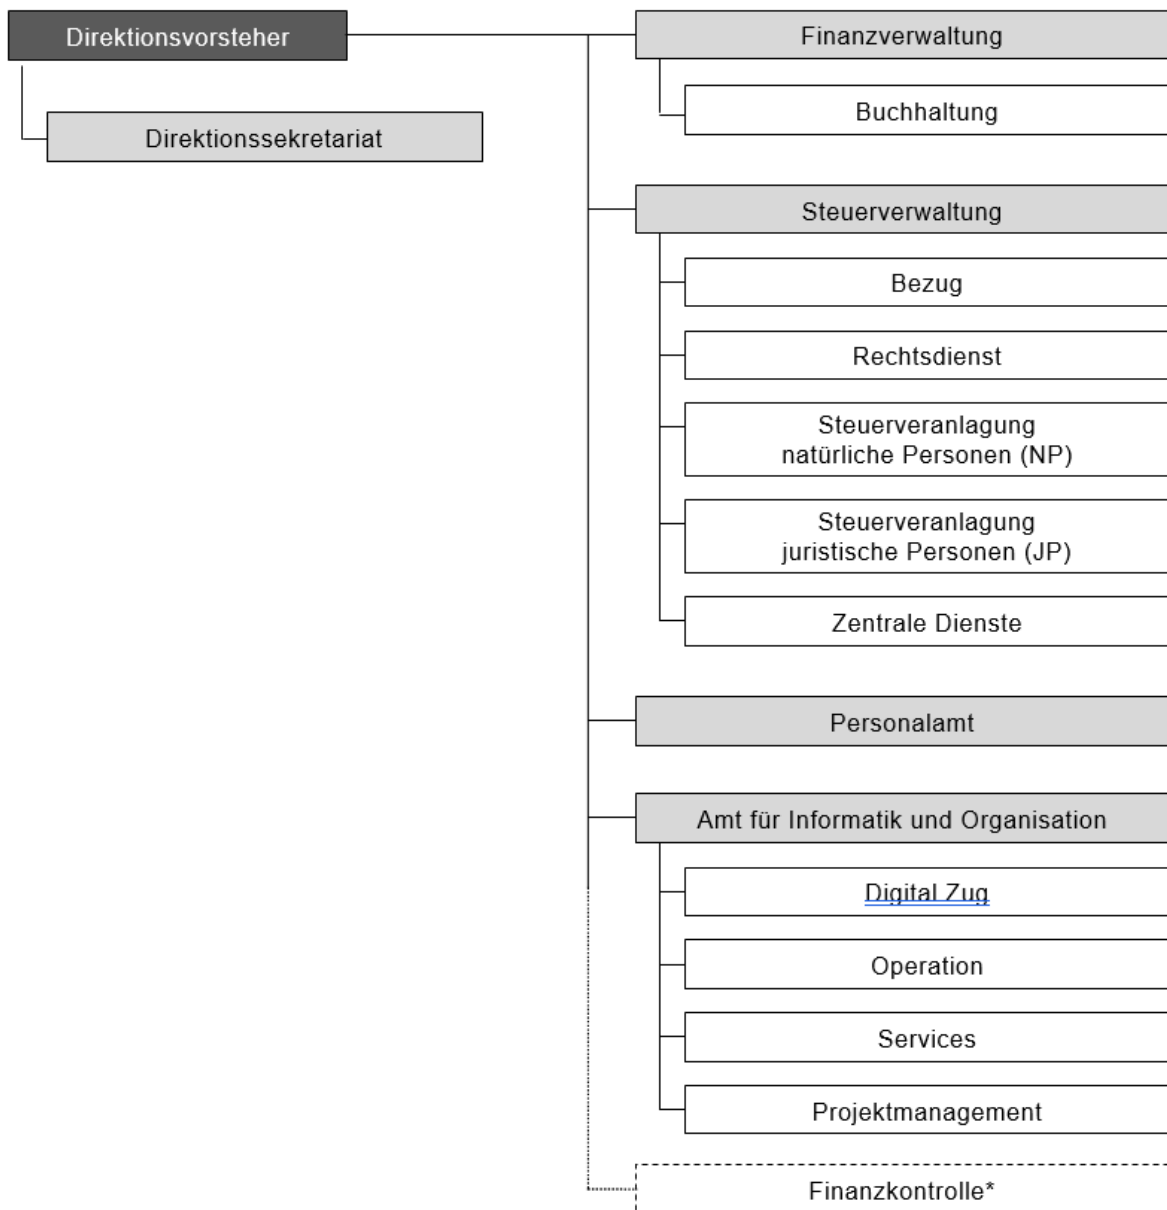 Direktionsvorsteher
Direktionssekretariat
Finanzverwaltung
Buchhaltung
Steuerverwaltung
Bezug
Rechtsdienst
Steuerveranlagung
natürliche Personen (NP)
Steuerveranlagung
juristische Personen (JP)
Zentrale Dienste
Personalamt
Amt für Informatik und Organisation
Digital Zug
Operation
Services
Projektmanagement
Finanzkontrolle*